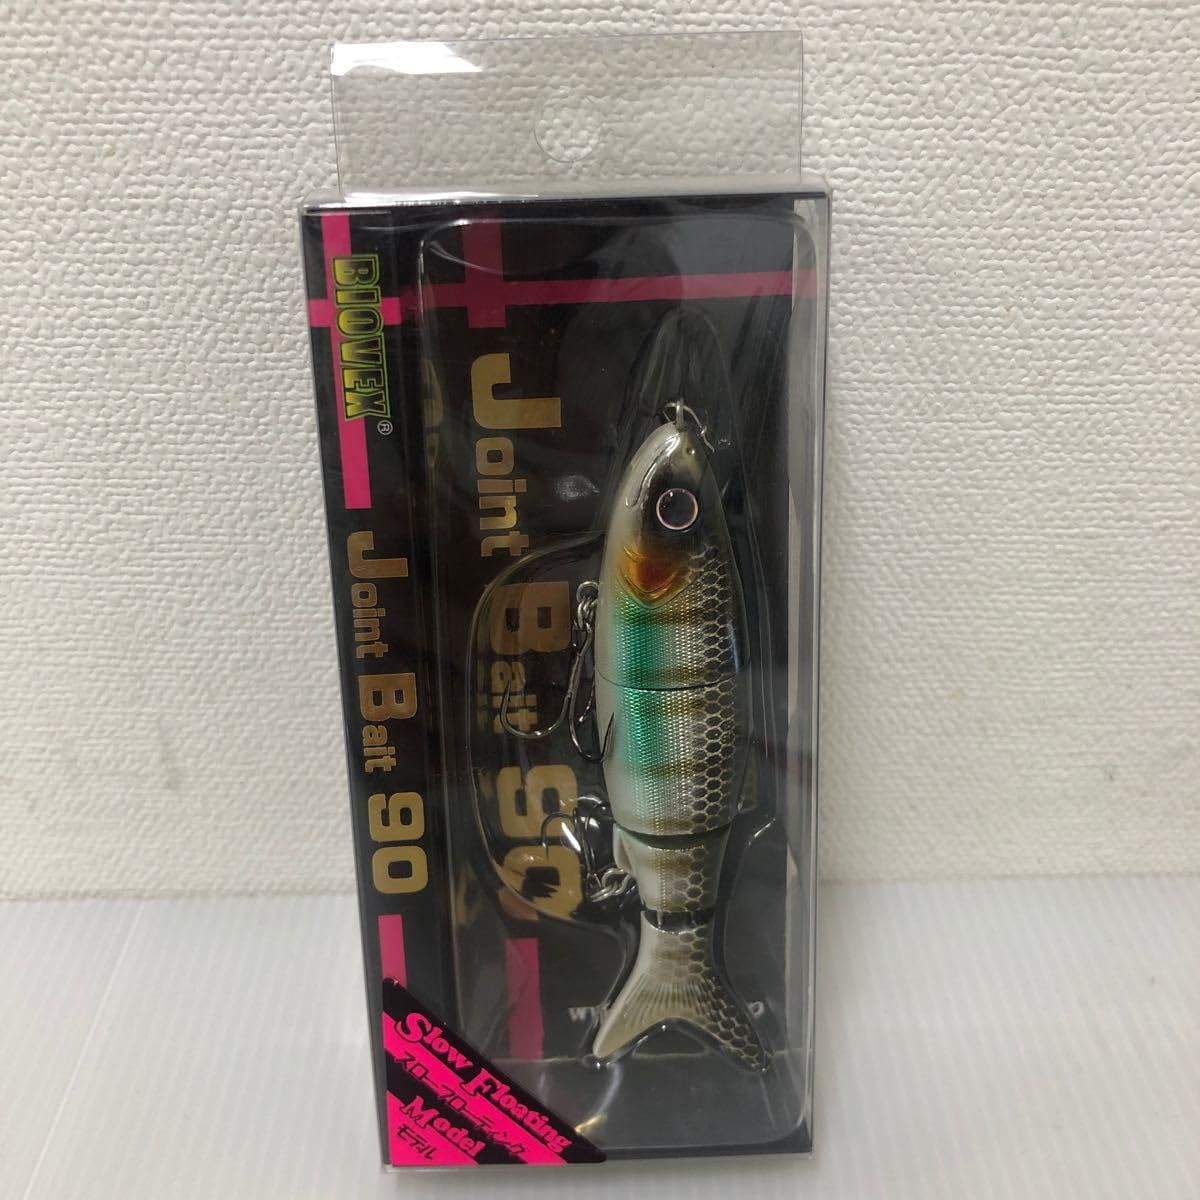 BIOVEX®
Joint Bait 90
Joint Bait 90
Slow Floating
スローフローティング
Model
モデル